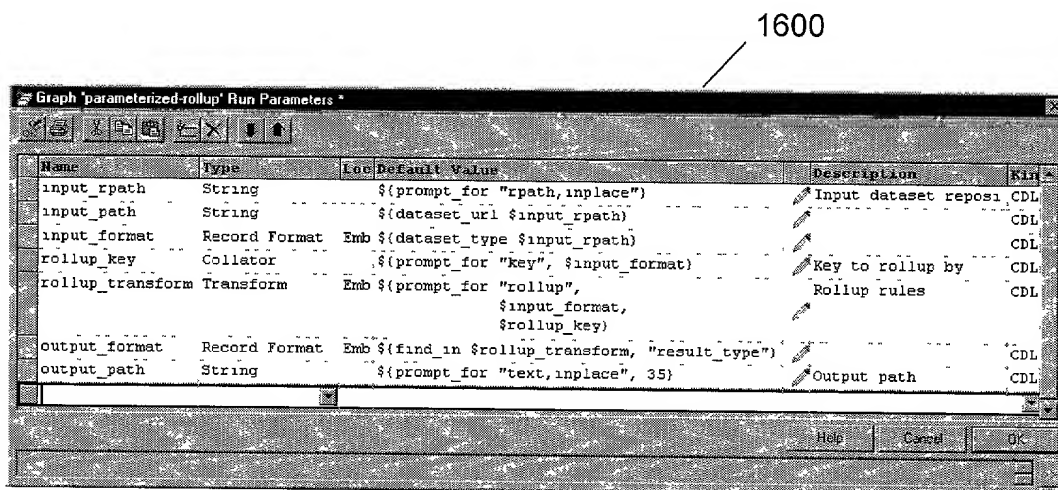 1600
Graph 'parameterized-rollup' Run Parameters *
Name Type Loc Default Value Description Kin
input_rpath String ${prompt_for "rpath,inplace"} Input dataset reposi CDL
input_path String ${dataset_url $input_rpath} CDL
input_format Record Format Emb ${dataset_type $input_rpath} CDL
rollup_key Collator ${prompt_for "key", $input_format} Key to rollup by CDL
rollup_transform Transform Emb ${prompt_for "rollup", Rollup rules CDL
$input_format,
$rollup_key}
output_format Record Format Emb ${find_in $rollup_transform, "result_type"} CDL
output_path String ${prompt_for "text,inplace", 35} Output path CDL
Help Cancel OK